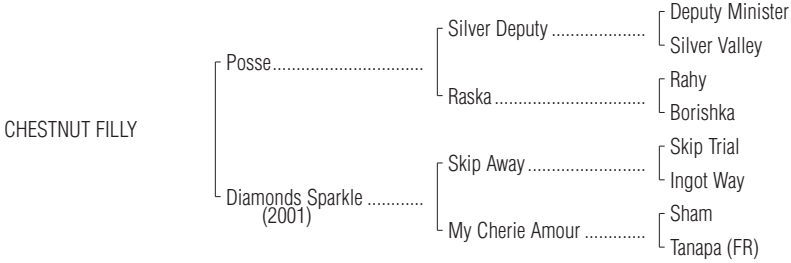 Deputy Minister
Silver Deputy ....................
Silver Valley
Posse................................
Rahy
Raska ................................
Borishka
CHESTNUT FILLY
Skip Trial
Skip Away.........................
Ingot Way
Diamonds Sparkle ............
(2001)
Sham
My Cherie Amour .............
Tanapa (FR)